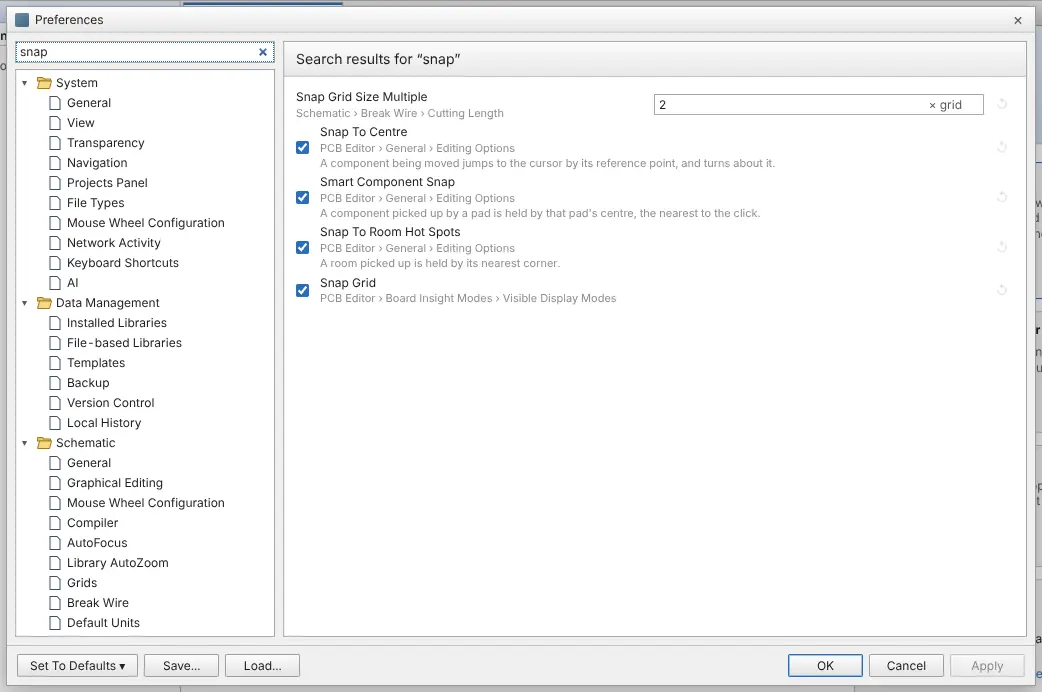 Preferences
snap
System
General
View
Transparency
Navigation
Projects Panel
File Types
Mouse Wheel Configuration
Network Activity
Keyboard Shortcuts
AI
Data Management
Installed Libraries
File-based Libraries
Templates
Backup
Version Control
Local History
Schematic
General
Graphical Editing
Mouse Wheel Configuration
Compiler
AutoFocus
Library AutoZoom
Grids
Break Wire
Default Units
Search results for “snap”
Snap Grid Size Multiple
Schematic › Break Wire › Cutting Length
2 × grid
Snap To Centre
PCB Editor › General › Editing Options
A component being moved jumps to the cursor by its reference point, and turns about it.
Smart Component Snap
PCB Editor › General › Editing Options
A component picked up by a pad is held by that pad's centre, the nearest to the click.
Snap To Room Hot Spots
PCB Editor › General › Editing Options
A room picked up is held by its nearest corner.
Snap Grid
PCB Editor › Board Insight Modes › Visible Display Modes
Set To Defaults ▾
Save...
Load...
OK
Cancel
Apply